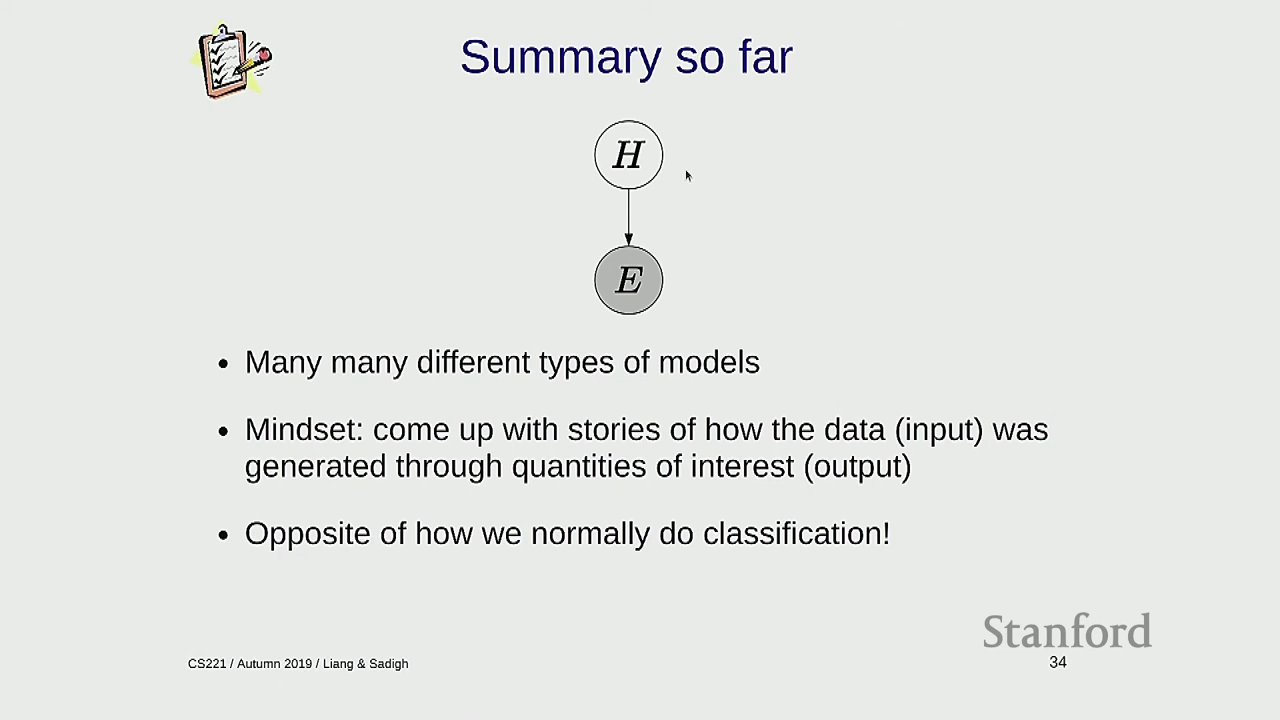 Summary so far
H
E
• Many many different types of models
• Mindset: come up with stories of how the data (input) was
generated through quantities of interest (output)
• Opposite of how we normally do classification!
Stanford
CS221 / Autumn 2019 / Liang & Sadigh
34